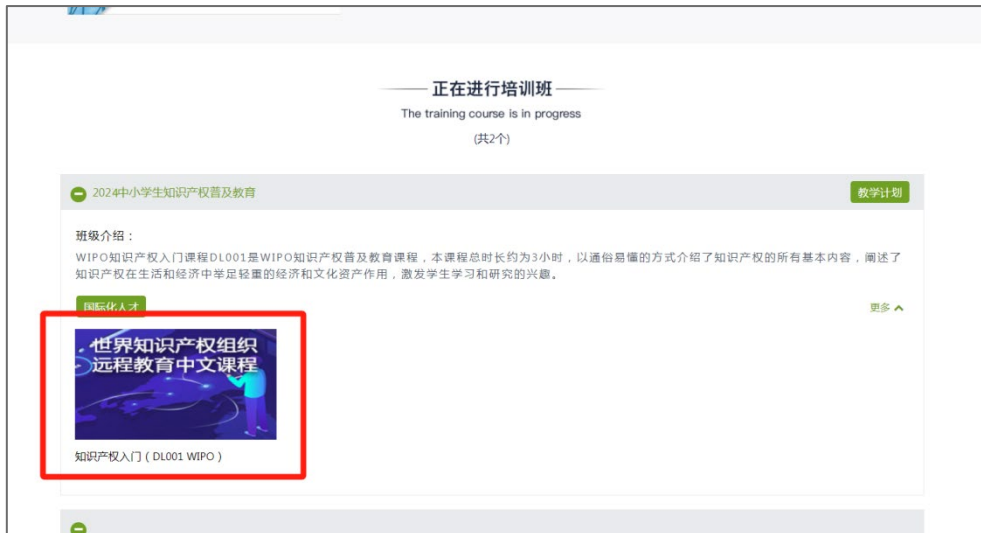 正在进行培训班
The training course is in progress
(共2个)
2024中小学生知识产权普及教育
教学计划
班级介绍：
WIPO知识产权入门课程DL001是WIPO知识产权普及教育课程，本课程总时长约为3小时，以通俗易懂的方式介绍了知识产权的所有基本内容，阐述了
知识产权在生活和经济中举足轻重的经济和文化资产作用，激发学生学习和研究的兴趣。
国际化人才
更多
世界知识产权组织
远程教育中文课程
知识产权入门（DL001 WIPO）